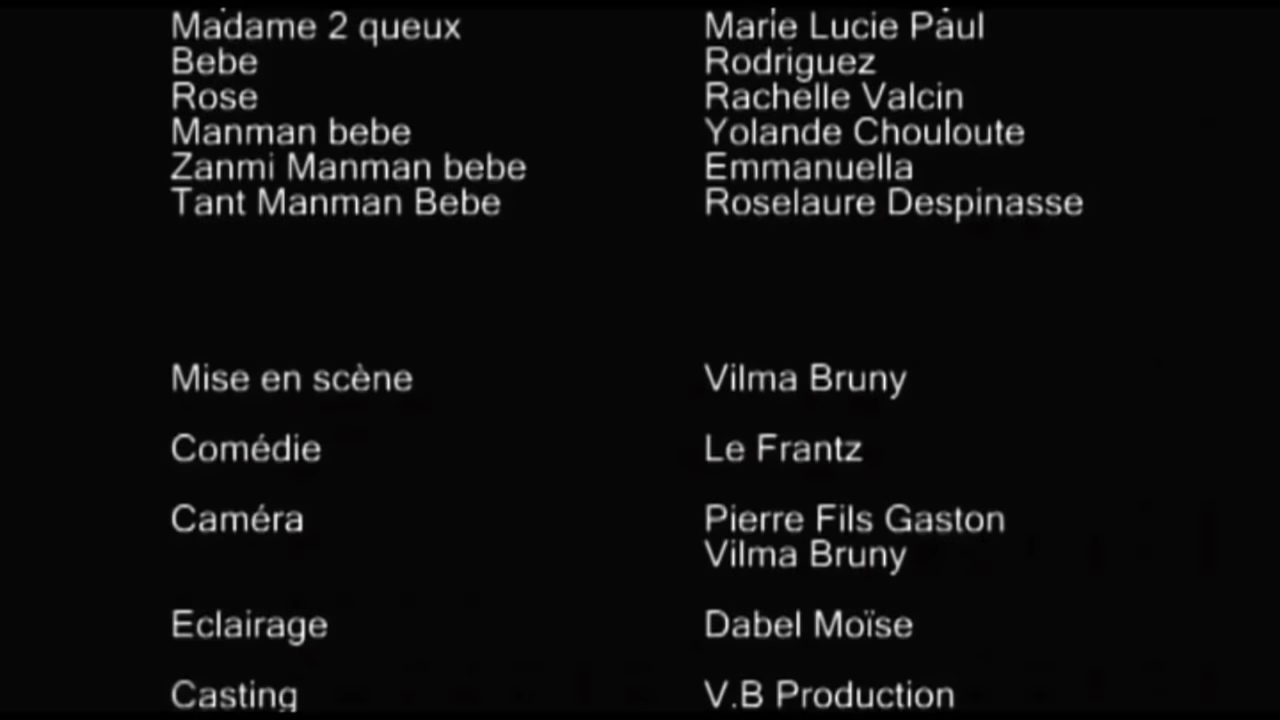 Madame 2 queux Marie Lucie Paul
Bebe Rodriguez
Rose Rachelle Valcin
Manman bebe Yolande Chouloute
Zanmi Manman bebe Emmanuella
Tant Manman Bebe Roselaure Despinasse
Mise en scène Vilma Bruny
Comédie Le Frantz
Caméra Pierre Fils Gaston
Vilma Bruny
Eclairage Dabel Moïse
Casting V.B Production